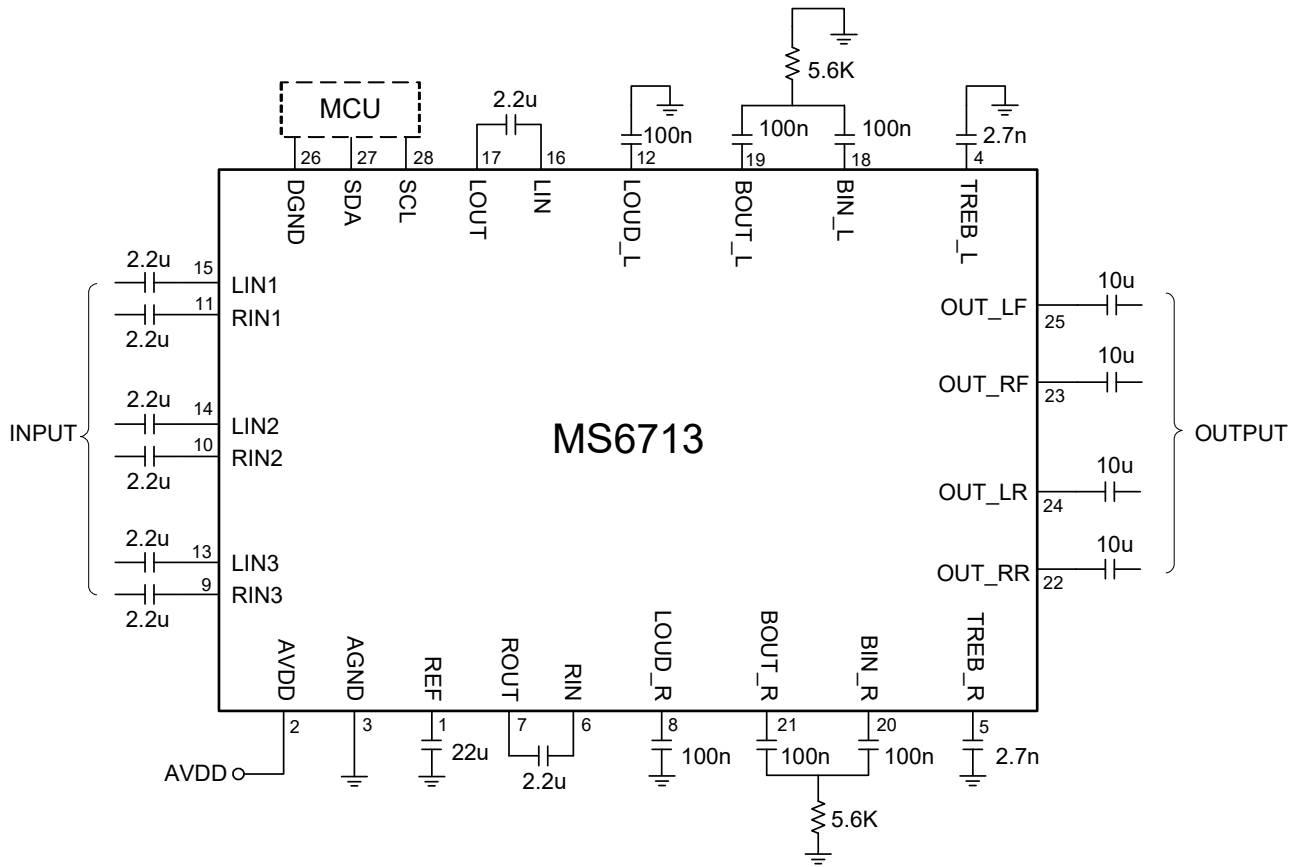 5.6K
MCU
2.2u
100n
100n
100n
2.7n
26
27
28
17
16
12
19
18
4
DGND
SDA
SCL
LOUT
LIN
LOUD_L
BOUT_L
BIN_L
TREB_L
2.2u
15
LIN1
11
RIN1
2.2u
2.2u
14
LIN2
10
RIN2
2.2u
2.2u
13
LIN3
9
RIN3
2.2u
INPUT
MS6713
OUT_LF
25
10u
OUT_RF
23
10u
OUT_LR
24
10u
OUT_RR
22
10u
OUTPUT
AVDD
AGND
REF
ROUT
RIN
LOUD_R
BOUT_R
BIN_R
TREB_R
2
3
1
7
6
8
21
20
5
AVDD
22u
2.2u
100n
100n
100n
2.7n
5.6K